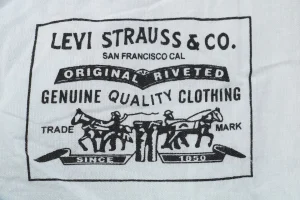 LEVI STRAUSS & CO.
SAN FRANCISCO CAL
ORIGINAL RIVETED
GENUINE QUALITY CLOTHING
TRADE MARK
SINCE 1850